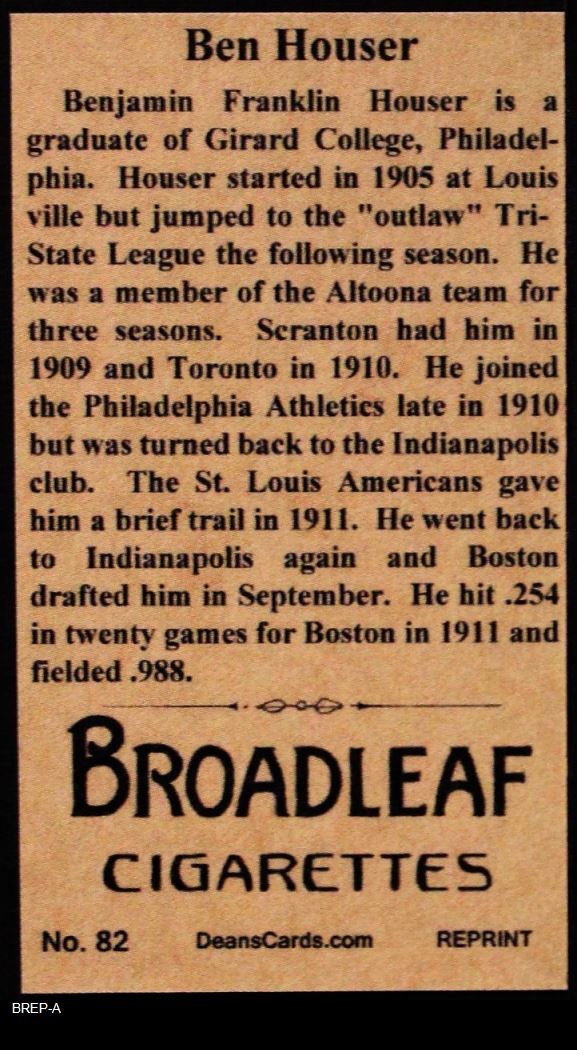 Ben Houser
Benjamin Franklin Houser is a
graduate of Girard College, Philadel-
phia. Houser started in 1905 at Louis
ville but jumped to the "outlaw" Tri-
State League the following season. He
was a member of the Altoona team for
three seasons. Scranton had him in
1909 and Toronto in 1910. He joined
the Philadelphia Athletics late in 1910
but was turned back to the Indianapolis
club. The St. Louis Americans gave
him a brief trail in 1911. He went back
to Indianapolis again and Boston
drafted him in September. He hit .254
in twenty games for Boston in 1911 and
fielded .988.
BROADLEAF
CIGARETTES
No. 82 DeansCards.com REPRINT
BREP-A